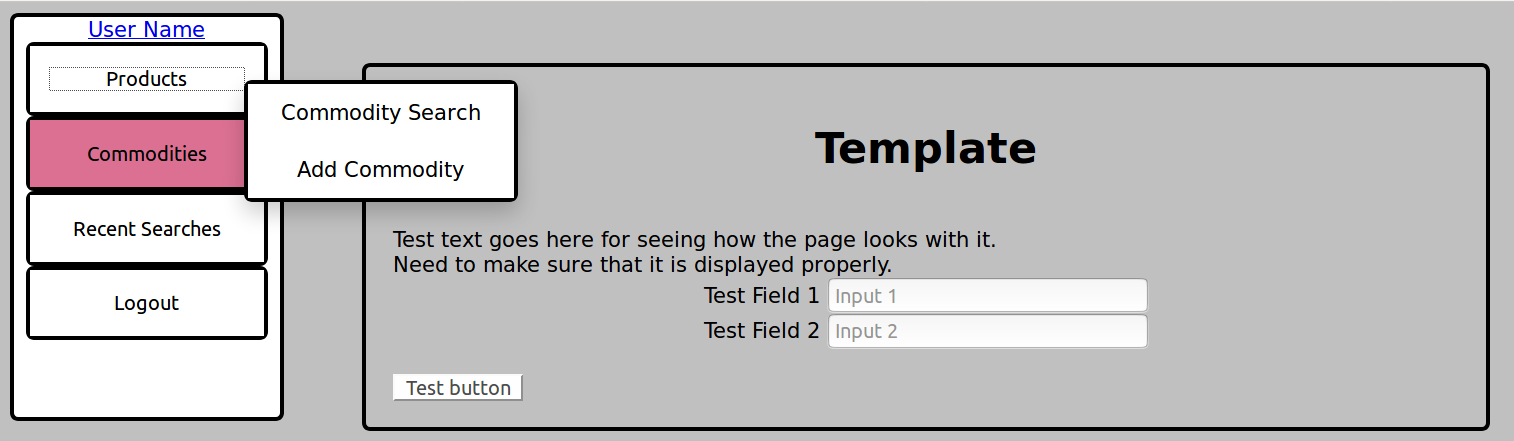 User Name
Products
Commodities
Recent Searches
Logout
Commodity Search
Add Commodity
Template
Test text goes here for seeing how the page looks with it.
Need to make sure that it is displayed properly.
Test Field 1 Input 1
Test Field 2 Input 2
Test button